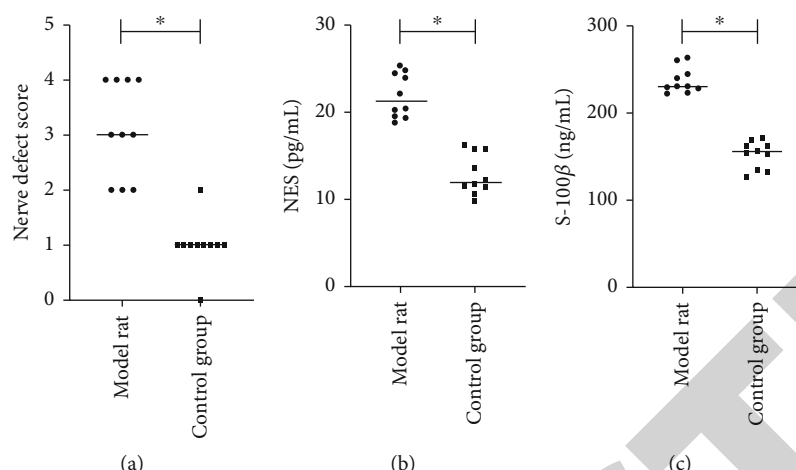 *
5
4
3
2
1
0
Nerve defect score
Model rat
Control group
(a)
*
30
20
10
0
NES (pg/mL)
Model rat
Control group
(b)
*
300
200
100
0
S-100β (ng/mL)
Model rat
Control group
(c)